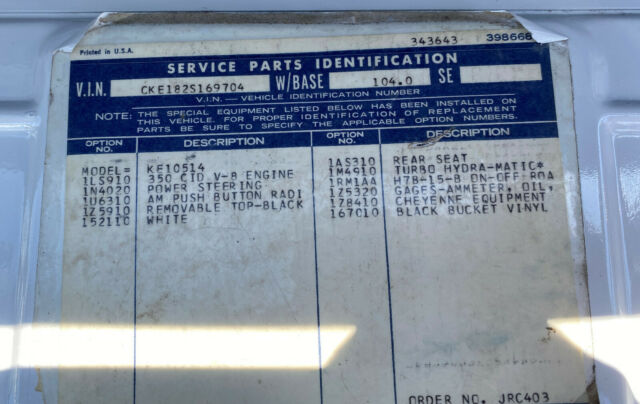 343643 398668
Printed in U.S.A.
SERVICE PARTS IDENTIFICATION
V.I.N. CKE182S169704 W/BASE 104.0 SE
V.I.N. — VEHICLE IDENTIFICATION NUMBER
NOTE: THE SPECIAL EQUIPMENT LISTED BELOW HAS BEEN INSTALLED ON
THIS VEHICLE. FOR PROPER IDENTIFICATION OF REPLACEMENT
PARTS BE SURE TO SPECIFY THE APPLICABLE OPTION NUMBERS.
OPTION NO. DESCRIPTION OPTION NO. DESCRIPTION
MODEL= KE10514
1LS910 350 CID V-8 ENGINE
1N4020 POWER STEERING
1U6310 AM PUSH BUTTON RADI
1Z5910 REMOVABLE TOP-BLACK
152110 WHITE
1AS310 REAR SEAT
1M4910 TURBO HYDRA-MATIC*
1RM1AA H78-15-B ON-OFF ROA
1Z5320 GAGES-AMMETER, OIL,
1Z8410 CHEYENNE EQUIPMENT
167010 BLACK BUCKET VINYL
ORDER NO. JRC403